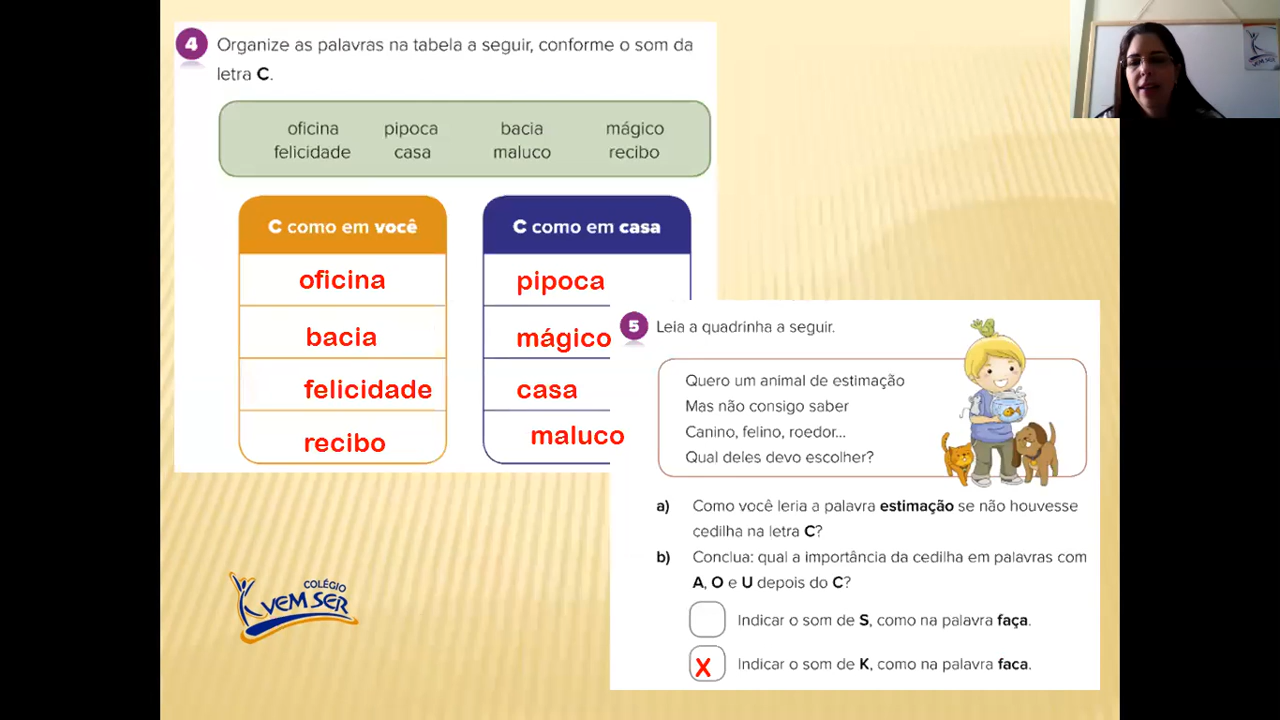 4 Organize as palavras na tabela a seguir, conforme o som da
letra C.
oficina pipoca bacia mágico
felicidade casa maluco recibo
C como em você
oficina
bacia
felicidade
recibo
C como em casa
pipoca
mágico
casa
maluco
5 Leia a quadrinha a seguir.
Quero um animal de estimação
Mas não consigo saber
Canino, felino, roedor...
Qual deles devo escolher?
a) Como você leria a palavra estimação se não houvesse
cedilha na letra C?
b) Conclua: qual a importância da cedilha em palavras com
A, O e U depois do C?
Indicar o som de S, como na palavra faça.
X Indicar o som de K, como na palavra faca.
COLÉGIO
VEM SER
VEM SER